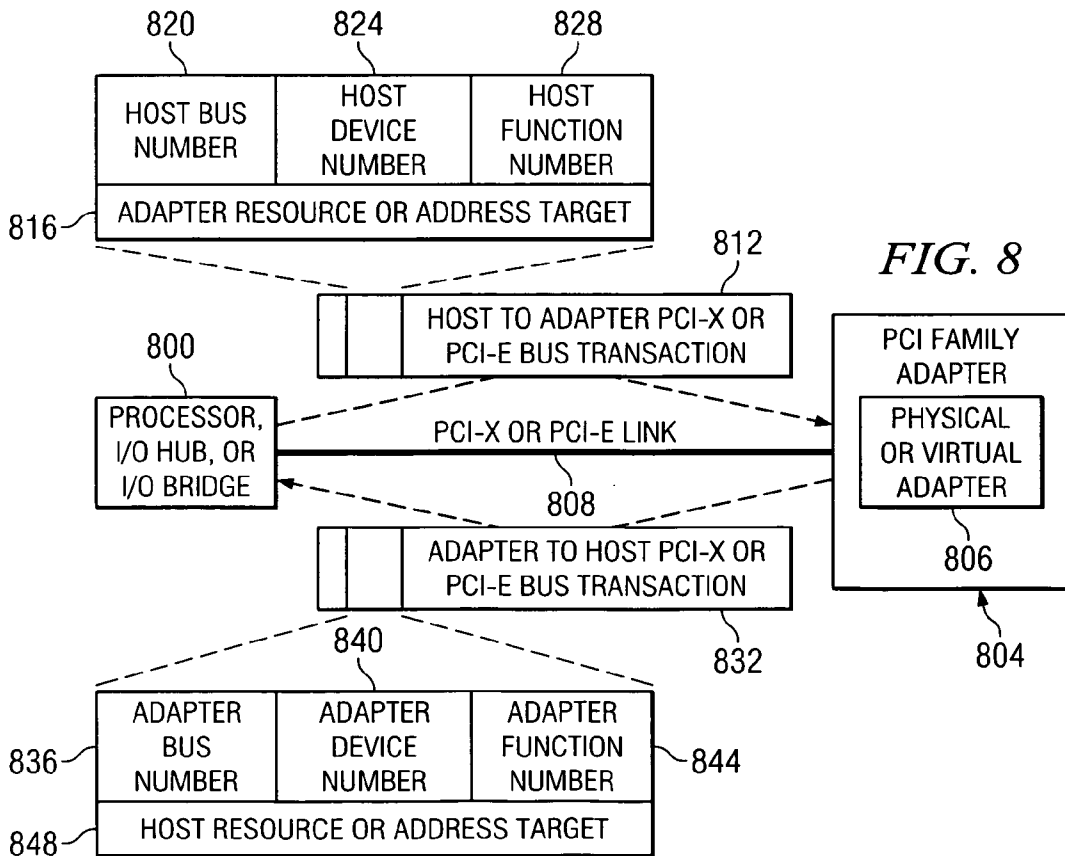 820
824
828
HOST BUS
NUMBER
HOST
DEVICE
NUMBER
HOST
FUNCTION
NUMBER
816
ADAPTER RESOURCE OR ADDRESS TARGET
812
FIG. 8
HOST TO ADAPTER PCI-X OR
PCI-E BUS TRANSACTION
800
PROCESSOR,
I/O HUB, OR
I/O BRIDGE
PCI-X OR PCI-E LINK
808
PCI FAMILY
ADAPTER
PHYSICAL
OR VIRTUAL
ADAPTER
806
804
ADAPTER TO HOST PCI-X OR
PCI-E BUS TRANSACTION
832
840
836
ADAPTER
BUS
NUMBER
ADAPTER
DEVICE
NUMBER
ADAPTER
FUNCTION
NUMBER
844
848
HOST RESOURCE OR ADDRESS TARGET